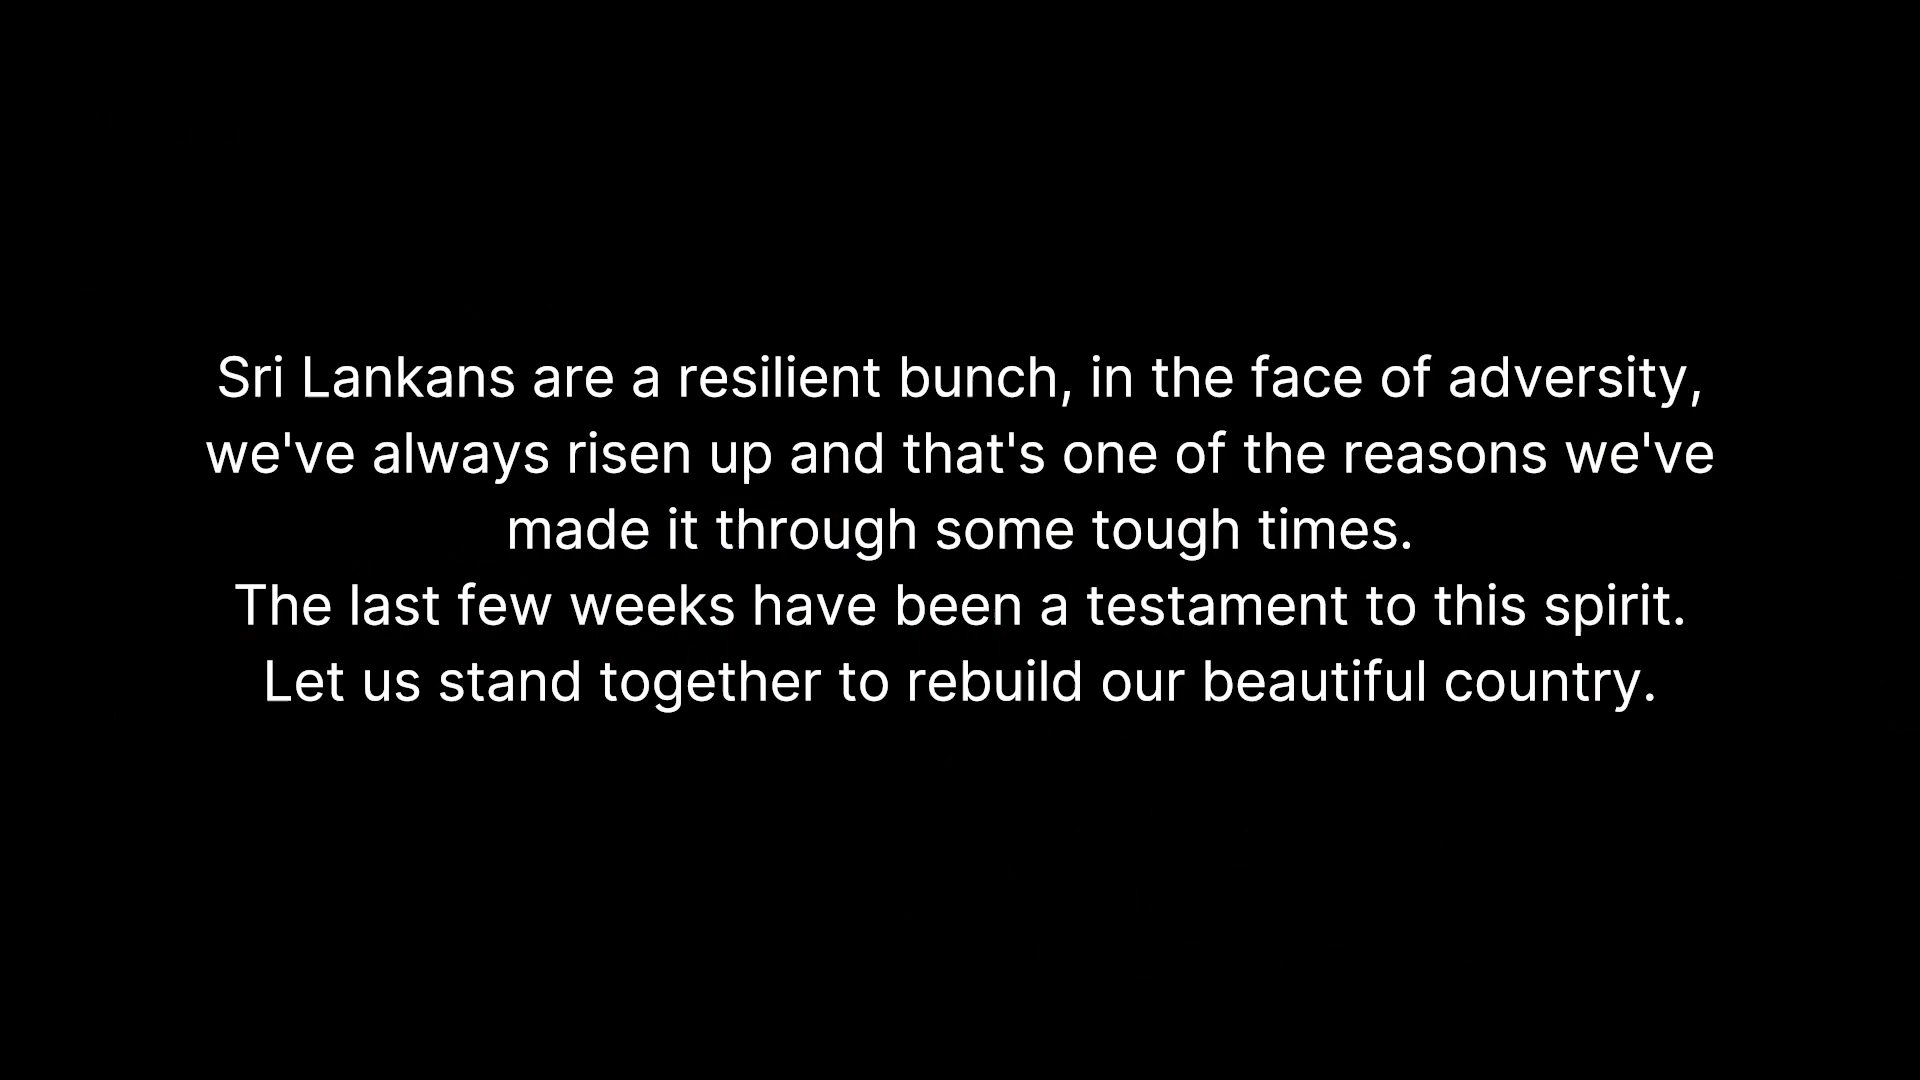 Sri Lankans are a resilient bunch, in the face of adversity,
we've always risen up and that's one of the reasons we've
made it through some tough times.
The last few weeks have been a testament to this spirit.
Let us stand together to rebuild our beautiful country.